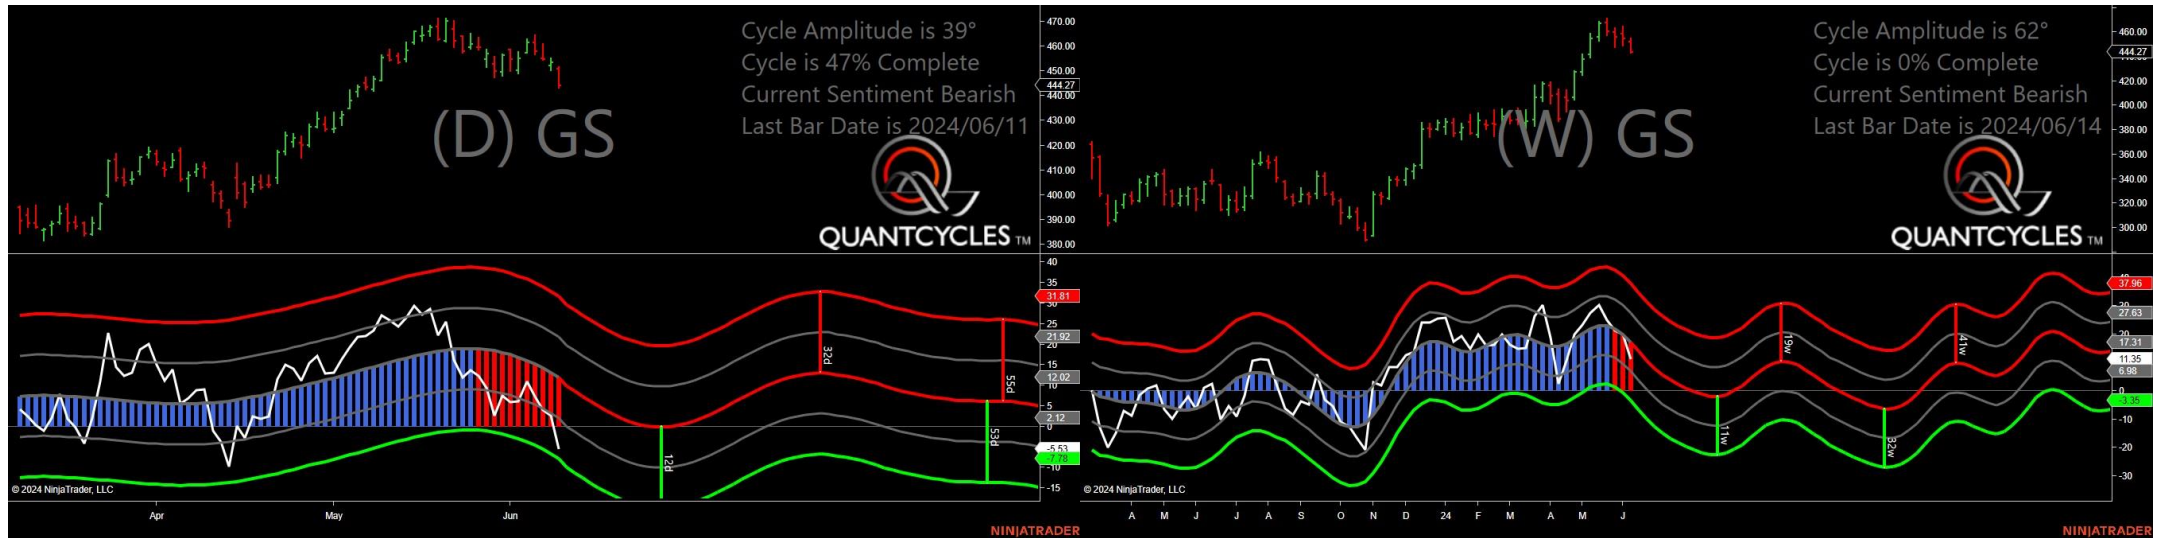 Cycle Amplitude is 39°
Cycle is 47% Complete
Current Sentiment Bearish
Last Bar Date is 2024/06/11
(D) GS
QUANTCYCLES TM
470.00
460.00
450.00
444.27
440.00
430.00
420.00
410.00
400.00
390.00
380.00
40
35
31.81
30
25
21.92
20
15
12.02
10
5
2.12
0
-5.53
-7.78
-10
-15
12d
32d
53d
55d
© 2024 NinjaTrader, LLC
Apr
May
Jun
NINJATRADER
Cycle Amplitude is 62°
Cycle is 0% Complete
Current Sentiment Bearish
Last Bar Date is 2024/06/14
(W) GS
QUANTCYCLES TM
460.00
444.27
420.00
400.00
380.00
360.00
340.00
320.00
300.00
37.96
27.63
20
17.31
11.35
6.98
0
-3.35
-10
-20
-30
11w
19w
32w
41w
© 2024 NinjaTrader, LLC
A M J J A S O N D 24 F M A M J
NINJATRADER